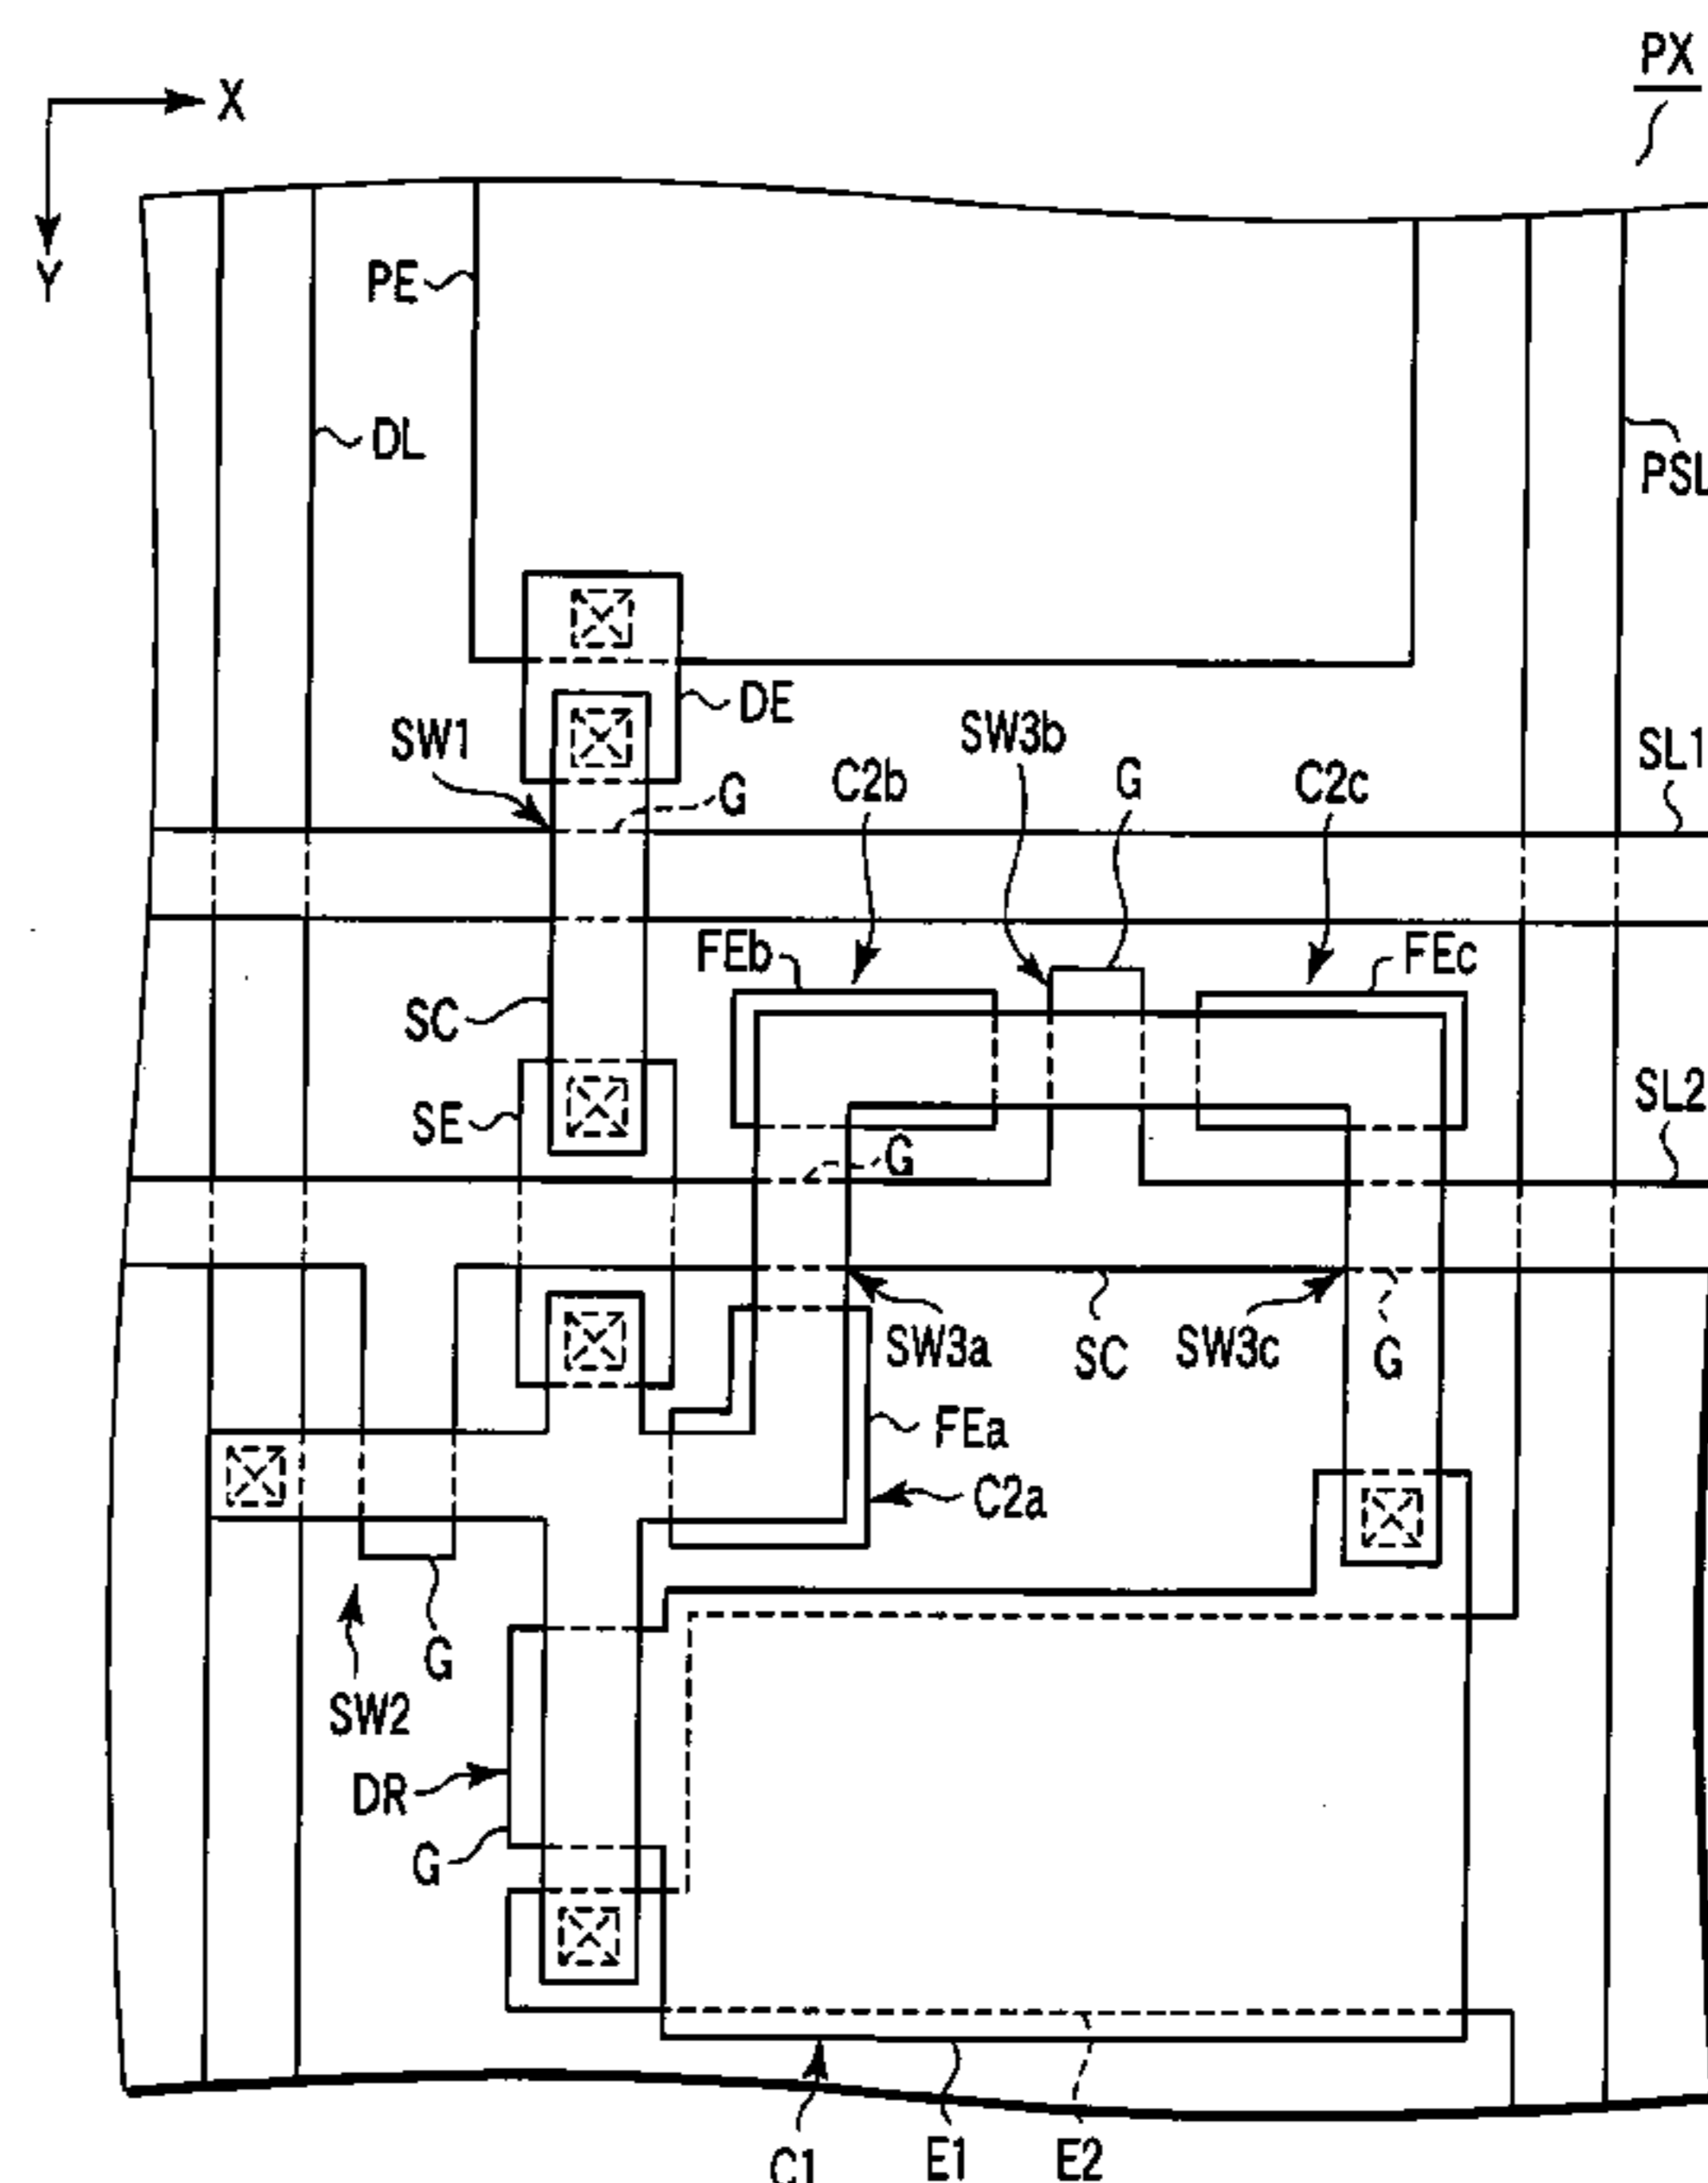 PX
X
Y
PE
DL
PSL
DE
SW1
SW3b
SL1
G
C2b
G
C2c
FEb
FEc
SC
SE
SL2
G
SW3a
SC
SW3c
G
FEa
C2a
G
SW2
DR
G
C1
E1
E2